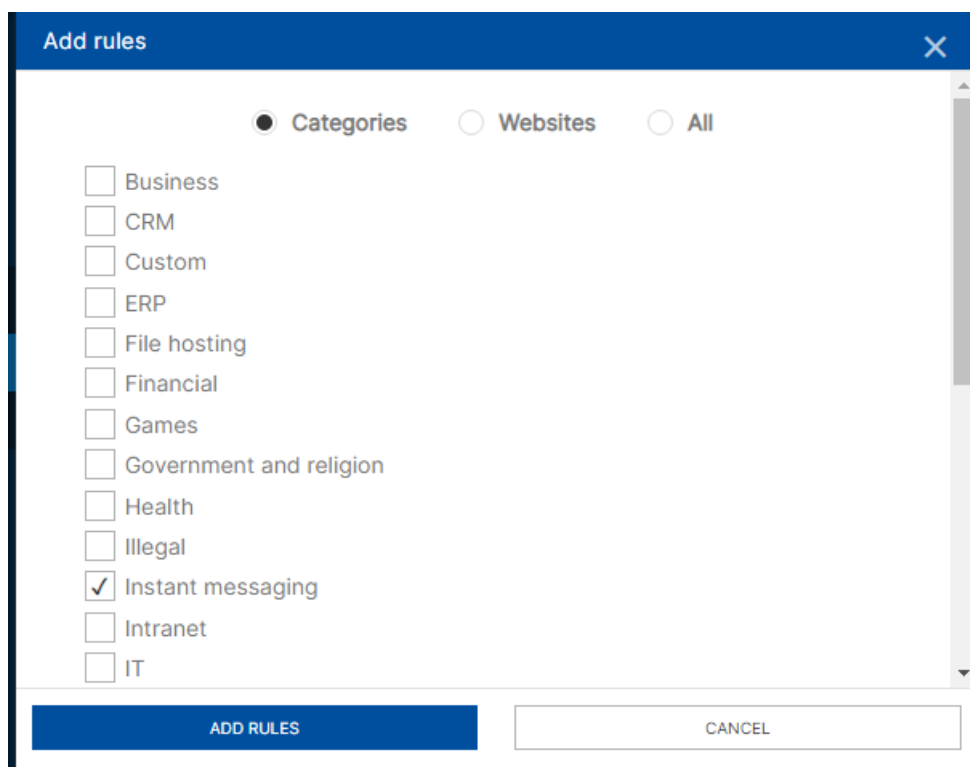 Add rules
Categories Websites All
Business
CRM
Custom
ERP
File hosting
Financial
Games
Government and religion
Health
Illegal
Instant messaging
Intranet
IT
ADD RULES CANCEL